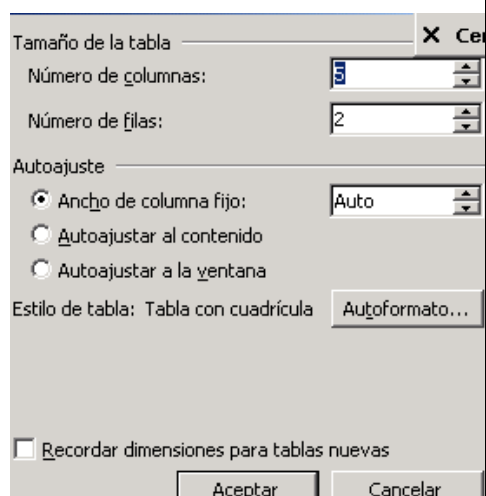 Tamaño de la tabla
X Cer
Número de columnas: 5
Número de filas: 2
Autoajuste
Ancho de columna fijo: Auto
Autoajustar al contenido
Autoajustar a la ventana
Estilo de tabla: Tabla con cuadrícula Autoformato...
Recordar dimensiones para tablas nuevas
Aceptar Cancelar